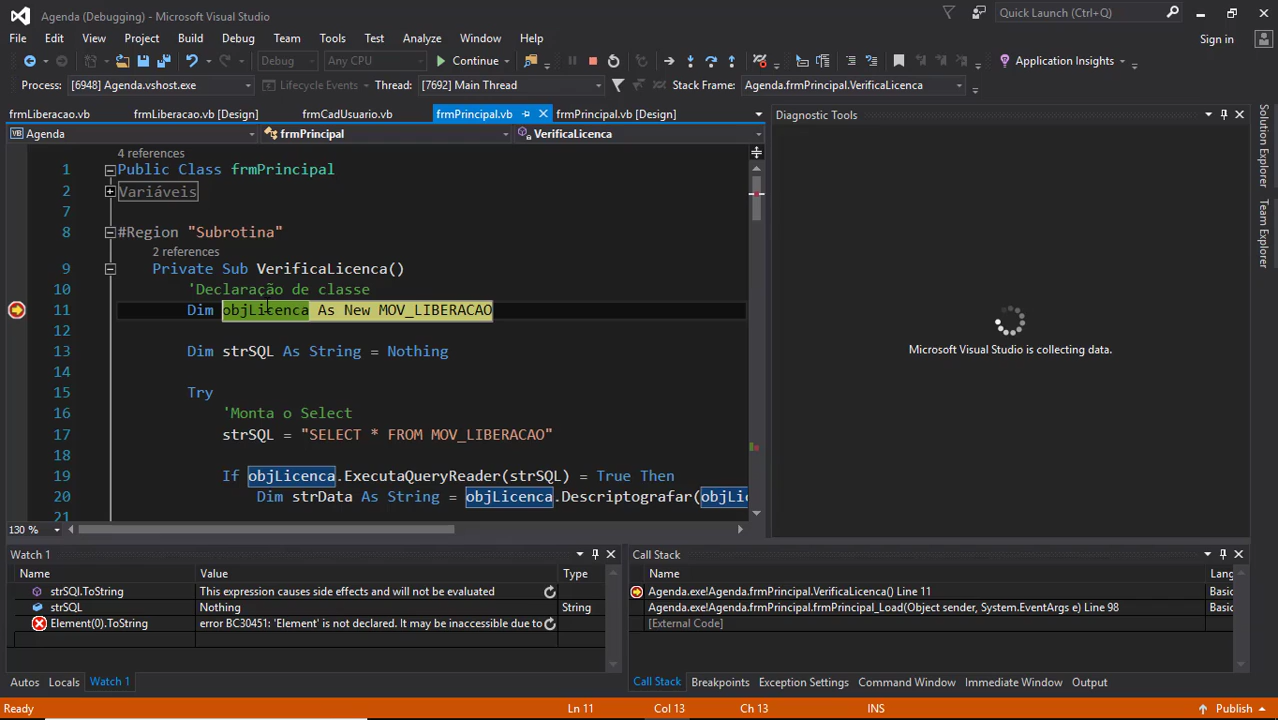 Agenda (Debugging) - Microsoft Visual Studio
Quick Launch (Ctrl+Q)
File Edit View Project Build Debug Team Tools Test Analyze Window Help
Sign in
Debug Any CPU Continue Application Insights
Process: [6948] Agenda.vshost.exe Lifecycle Events Thread: [7692] Main Thread Stack Frame: Agenda.frmPrincipal.VerificaLicenca
frmLiberacao.vb frmLiberacao.vb [Design] frmCadUsuario.vb frmPrincipal.vb frmPrincipal.vb [Design]
Agenda frmPrincipal VerificaLicenca
4 references
1 Public Class frmPrincipal
2 Variáveis
7
8 #Region "Subrotina"
2 references
9 Private Sub VerificaLicenca()
10 'Declaração de classe
11 Dim objLicenca As New MOV_LIBERACAO
12
13 Dim strSQL As String = Nothing
14
15 Try
16 'Monta o Select
17 strSQL = "SELECT * FROM MOV_LIBERACAO"
18
19 If objLicenca.ExecutaQueryReader(strSQL) = True Then
20 Dim strData As String = objLicenca.Descriptografar(objLic
21
130 %
Diagnostic Tools
Microsoft Visual Studio is collecting data.
Solution Explorer
Team Explorer
Watch 1
Name Value Type
strSQl.ToString This expression causes side effects and will not be evaluated
strSQL Nothing String
Element(0).ToString error BC30451: 'Element' is not declared. It may be inaccessible due to
Autos Locals Watch 1
Call Stack
Name Lang
Agenda.exe!Agenda.frmPrincipal.VerificaLicenca() Line 11 Basic
Agenda.exe!Agenda.frmPrincipal.frmPrincipal_Load(Object sender, System.EventArgs e) Line 98 Basic
[External Code]
Call Stack Breakpoints Exception Settings Command Window Immediate Window Output
Ready Ln 11 Col 13 Ch 13 INS Publish